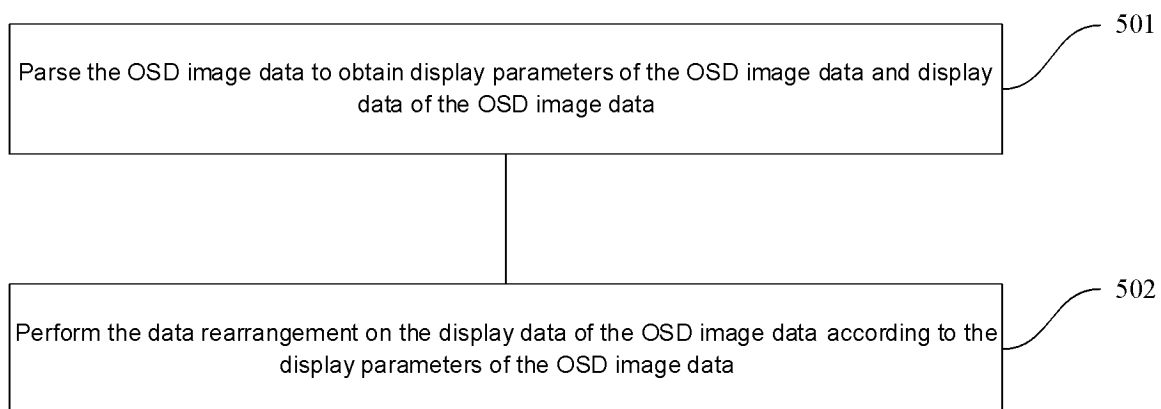 501
Parse the OSD image data to obtain display parameters of the OSD image data and display
data of the OSD image data
502
Perform the data rearrangement on the display data of the OSD image data according to the
display parameters of the OSD image data